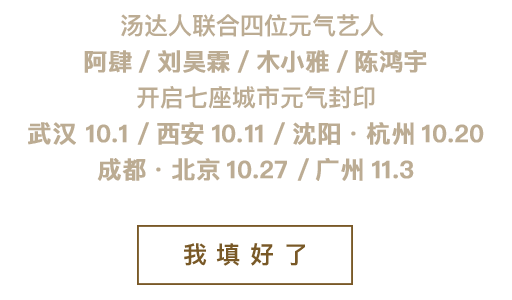 汤达人联合四位元气艺人
阿肆 / 刘昊霖 / 木小雅 / 陈鸿宇
开启七座城市元气封印
武汉 10.1 / 西安 10.11 / 沈阳 · 杭州 10.20
成都 · 北京 10.27 / 广州 11.3
我填好了